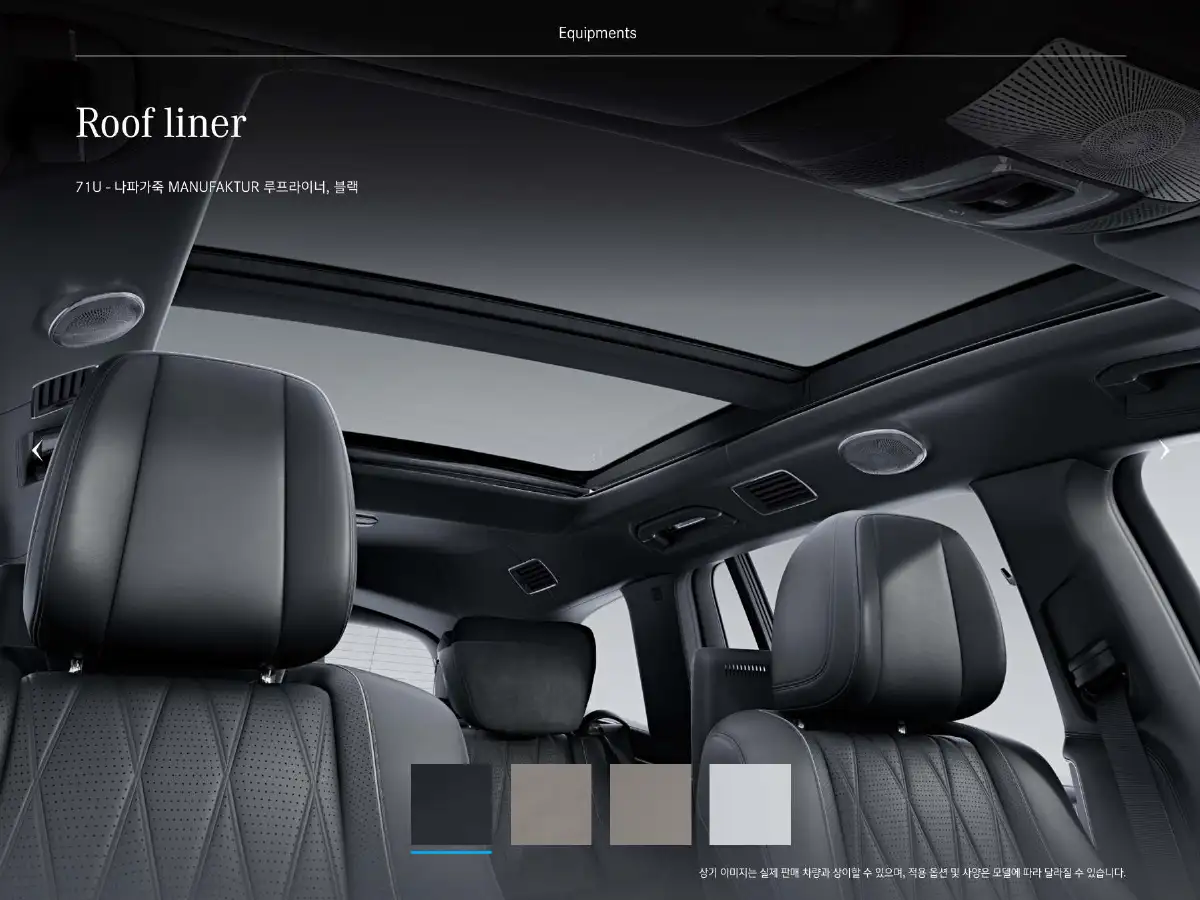 Equipments
Roof liner
71U - 나파가죽 MANUFAKTUR 루프라이너, 블랙
상기 이미지는 실제 판매 차량과 상이할 수 있으며, 적용 옵션 및 사양은 모델에 따라 달라질 수 있습니다.